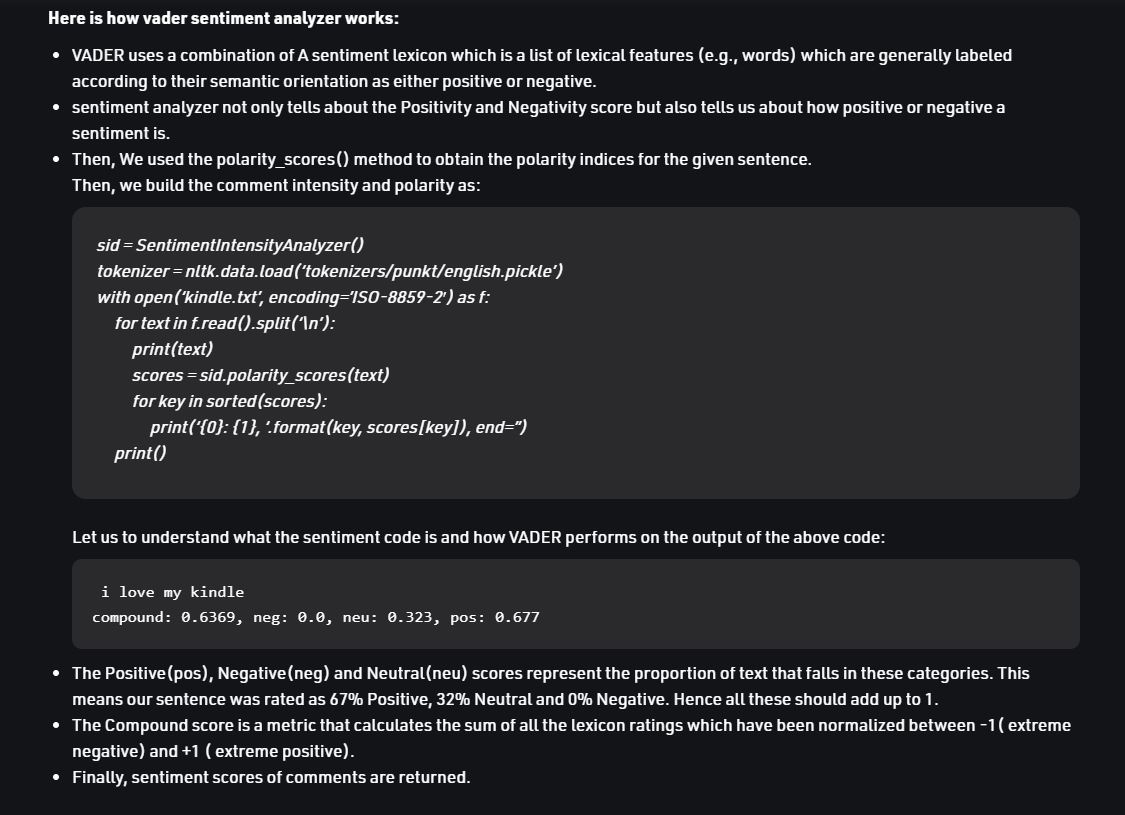 Here is how vader sentiment analyzer works:
• VADER uses a combination of A sentiment lexicon which is a list of lexical features (e.g., words) which are generally labeled
according to their semantic orientation as either positive or negative.
• sentiment analyzer not only tells about the Positivity and Negativity score but also tells us about how positive or negative a
sentiment is.
• Then, We used the polarity_scores() method to obtain the polarity indices for the given sentence.
Then, we build the comment intensity and polarity as:
sid = SentimentIntensityAnalyzer()
tokenizer = nltk.data.load(‘tokenizers/punkt/english.pickle’)
with open(‘kindle.txt’, encoding=’ISO-8859-2′) as f:
for text in f.read().split(‘\n’):
print(text)
scores = sid.polarity_scores(text)
for key in sorted(scores):
print(‘{0}: {1}, ‘.format(key, scores[key]), end=”)
print()
Let us to understand what the sentiment code is and how VADER performs on the output of the above code:
i love my kindle
compound: 0.6369, neg: 0.0, neu: 0.323, pos: 0.677
• The Positive(pos), Negative(neg) and Neutral(neu) scores represent the proportion of text that falls in these categories. This
means our sentence was rated as 67% Positive, 32% Neutral and 0% Negative. Hence all these should add up to 1.
• The Compound score is a metric that calculates the sum of all the lexicon ratings which have been normalized between -1( extreme
negative) and +1 ( extreme positive).
• Finally, sentiment scores of comments are returned.